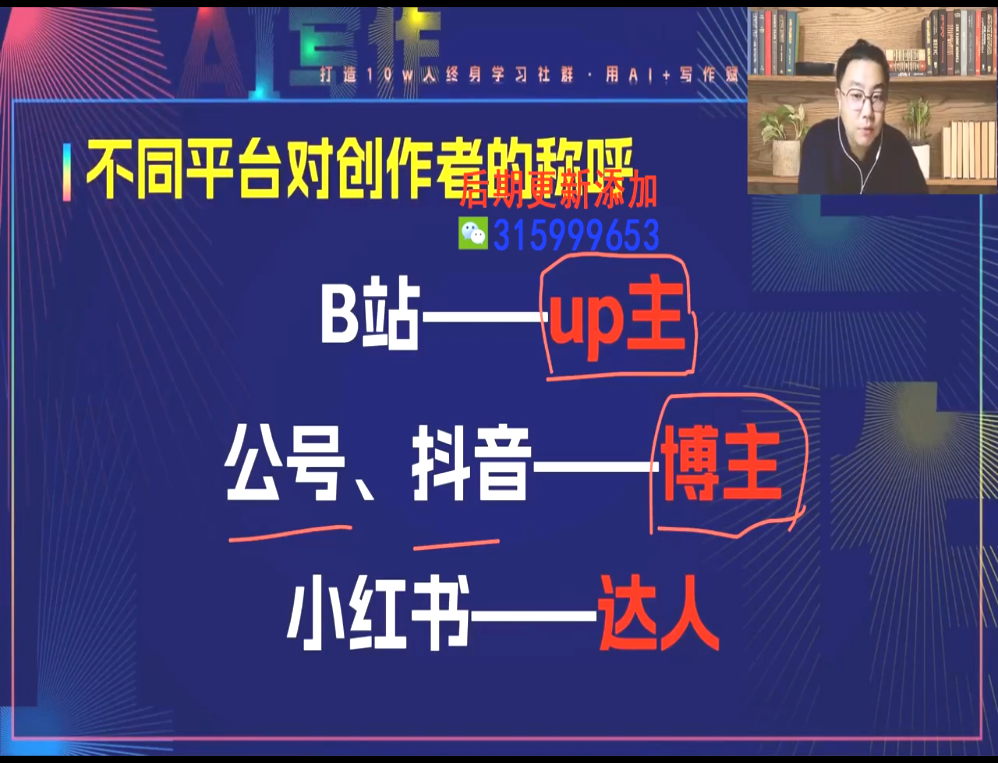 AI写作
打造10w人终身学习社群·用AI+写作赋
不同平台对创作者的称呼
后期更新添加
315999653
B站——up主
公号、抖音——博主
小红书——达人